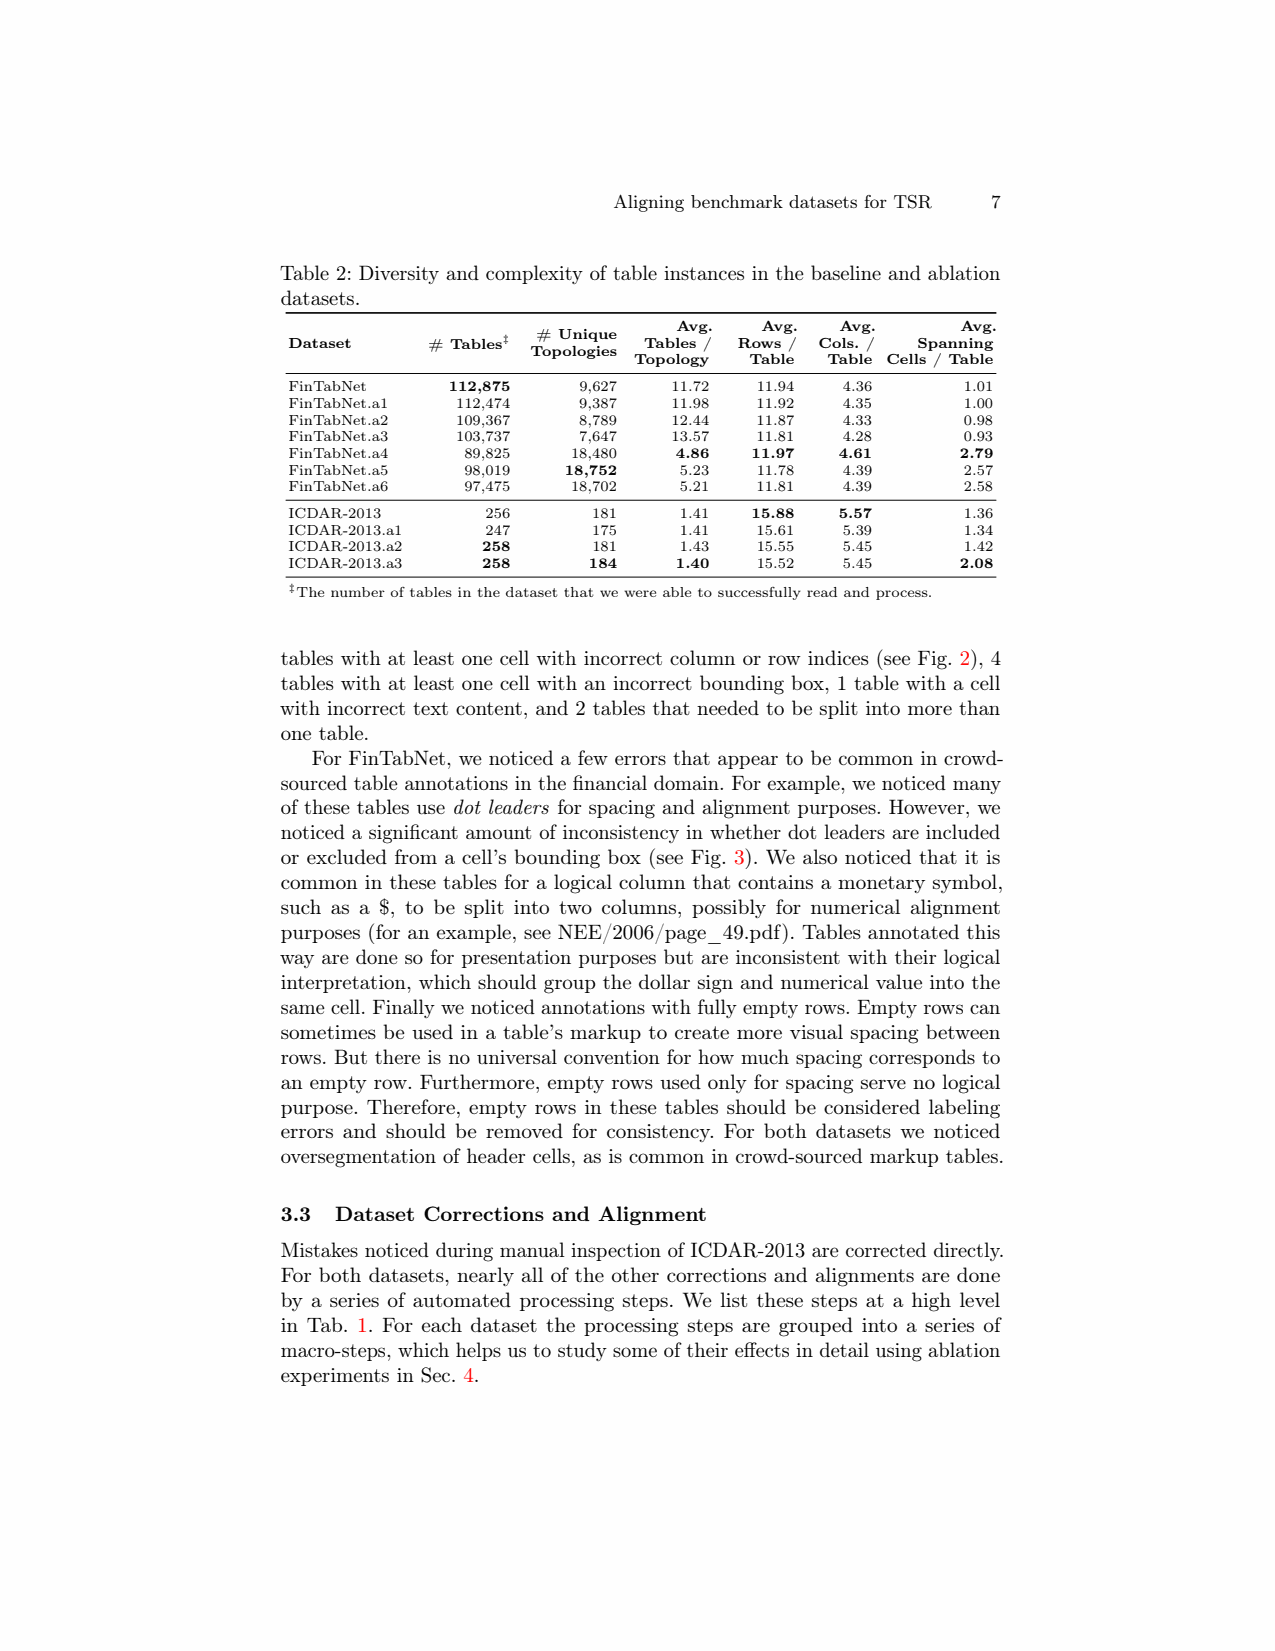 Aligning benchmark datasets for TSR 7
Table 2: Diversity and complexity of table instances in the baseline and ablation
datasets.
Dataset # Tables‡ # Unique Topologies Avg. Tables / Topology Avg. Rows / Table Avg. Cols. / Table Avg. Spanning Cells / Table
FinTabNet 112,875 9,627 11.72 11.94 4.36 1.01
FinTabNet.a1 112,474 9,387 11.98 11.92 4.35 1.00
FinTabNet.a2 109,367 8,789 12.44 11.87 4.33 0.98
FinTabNet.a3 103,737 7,647 13.57 11.81 4.28 0.93
FinTabNet.a4 89,825 18,480 4.86 11.97 4.61 2.79
FinTabNet.a5 98,019 18,752 5.23 11.78 4.39 2.57
FinTabNet.a6 97,475 18,702 5.21 11.81 4.39 2.58
ICDAR-2013 256 181 1.41 15.88 5.57 1.36
ICDAR-2013.a1 247 175 1.41 15.61 5.39 1.34
ICDAR-2013.a2 258 181 1.43 15.55 5.45 1.42
ICDAR-2013.a3 258 184 1.40 15.52 5.45 2.08
‡The number of tables in the dataset that we were able to successfully read and process.
tables with at least one cell with incorrect column or row indices (see Fig. 2), 4
tables with at least one cell with an incorrect bounding box, 1 table with a cell
with incorrect text content, and 2 tables that needed to be split into more than
one table.
For FinTabNet, we noticed a few errors that appear to be common in crowd-
sourced table annotations in the financial domain. For example, we noticed many
of these tables use dot leaders for spacing and alignment purposes. However, we
noticed a significant amount of inconsistency in whether dot leaders are included
or excluded from a cell's bounding box (see Fig. 3). We also noticed that it is
common in these tables for a logical column that contains a monetary symbol,
such as a $, to be split into two columns, possibly for numerical alignment
purposes (for an example, see NEE/2006/page_49.pdf). Tables annotated this
way are done so for presentation purposes but are inconsistent with their logical
interpretation, which should group the dollar sign and numerical value into the
same cell. Finally we noticed annotations with fully empty rows. Empty rows can
sometimes be used in a table's markup to create more visual spacing between
rows. But there is no universal convention for how much spacing corresponds to
an empty row. Furthermore, empty rows used only for spacing serve no logical
purpose. Therefore, empty rows in these tables should be considered labeling
errors and should be removed for consistency. For both datasets we noticed
oversegmentation of header cells, as is common in crowd-sourced markup tables.
3.3 Dataset Corrections and Alignment
Mistakes noticed during manual inspection of ICDAR-2013 are corrected directly.
For both datasets, nearly all of the other corrections and alignments are done
by a series of automated processing steps. We list these steps at a high level
in Tab. 1. For each dataset the processing steps are grouped into a series of
macro-steps, which helps us to study some of their effects in detail using ablation
experiments in Sec. 4.